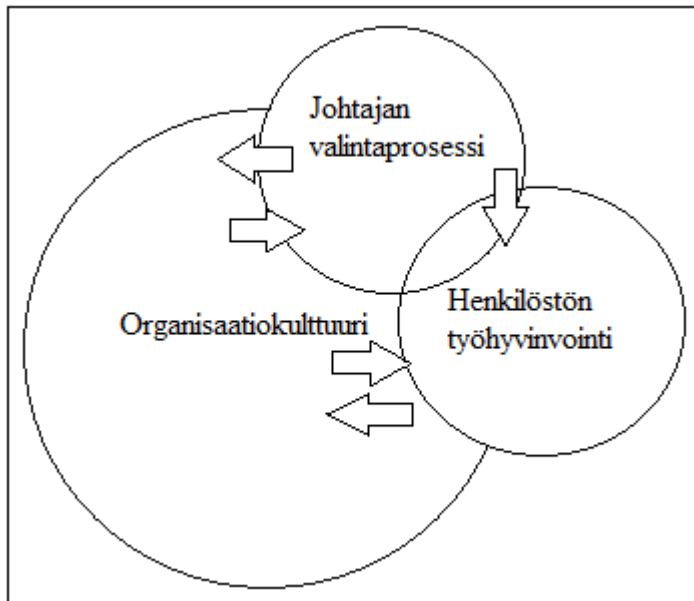 Johtajan
valintaprosessi
Organisaatiokulttuuri
Henkilöstön
työhyvinvointi